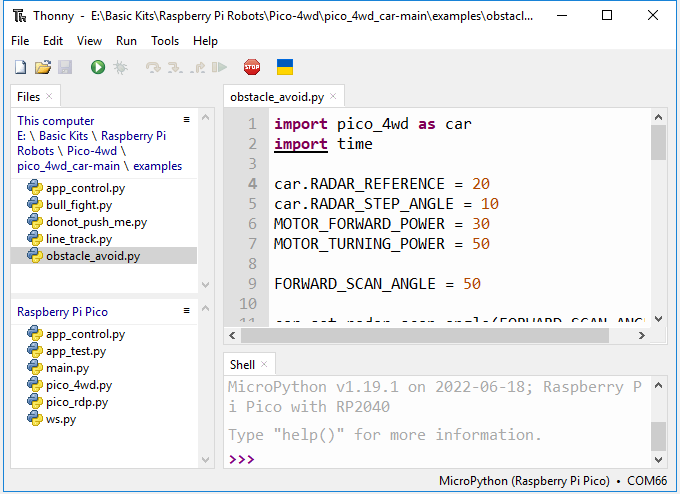 Thonny - E:\Basic Kits\Raspberry Pi Robots\Pico-4wd\pico_4wd_car-main\examples\obstacl...
File Edit View Run Tools Help
STOP
Files
This computer
E: \ Basic Kits \ Raspberry Pi
Robots \ Pico-4wd \
pico_4wd_car-main \ examples
app_control.py
bull_fight.py
donot_push_me.py
line_track.py
obstacle_avoid.py
Raspberry Pi Pico
app_control.py
app_test.py
main.py
pico_4wd.py
pico_rdp.py
ws.py
obstacle_avoid.py
1 import pico_4wd as car
2 import time
3
4 car.RADAR_REFERENCE = 20
5 car.RADAR_STEP_ANGLE = 10
6 MOTOR_FORWARD_POWER = 30
7 MOTOR_TURNING_POWER = 50
8
9 FORWARD_SCAN_ANGLE = 50
10
Shell
MicroPython v1.19.1 on 2022-06-18; Raspberry P
i Pico with RP2040
Type "help()" for more information.
>>>
MicroPython (Raspberry Pi Pico) • COM66